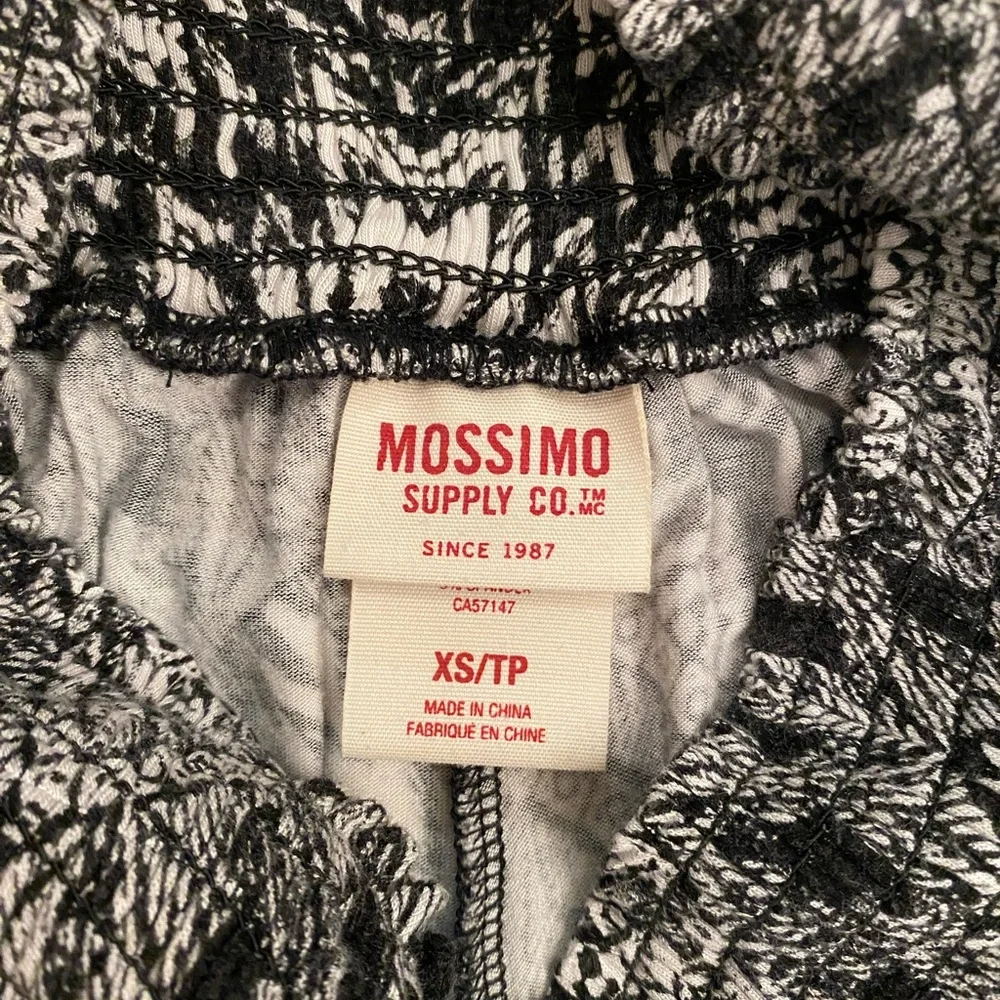 MOSSIMO
SUPPLY CO.™ MC
SINCE 1987
CA57147
XS/TP
MADE IN CHINA
FABRIQUÉ EN CHINE